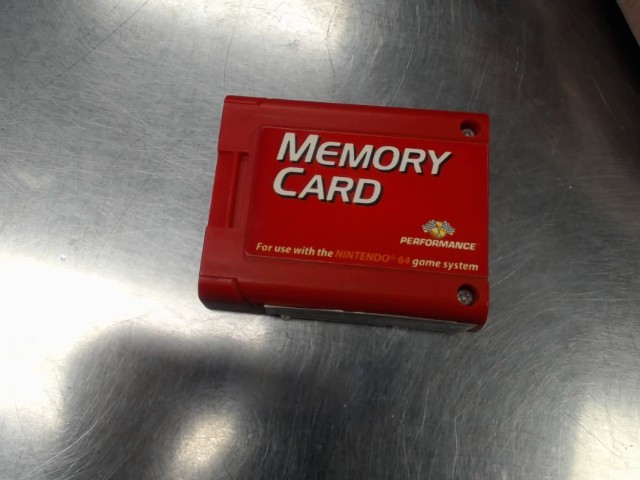 MEMORY
CARD
PERFORMANCE
For use with the NINTENDO® 64 game system